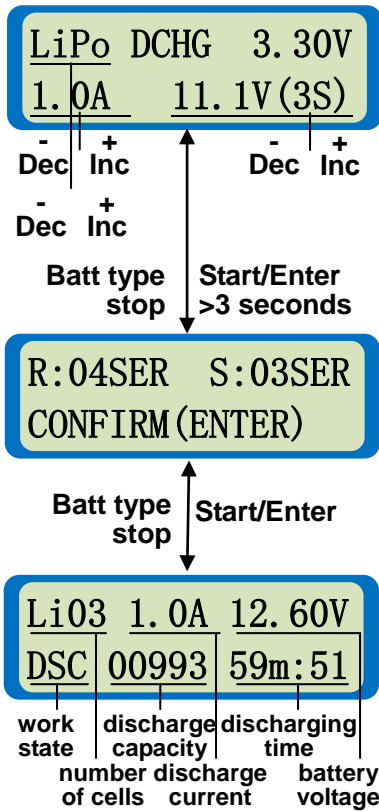 LiPo DCHG 3.30V
1.0A 11.1V(3S)
- + - +
Dec Inc Dec Inc
- +
Dec Inc
Batt type Start/Enter
stop >3 seconds
R:04SER S:03SER
CONFIRM(ENTER)
Batt type Start/Enter
stop
Li03 1.0A 12.60V
DSC 00993 59m:51
work discharge discharging
state capacity time
number discharge battery
of cells current voltage